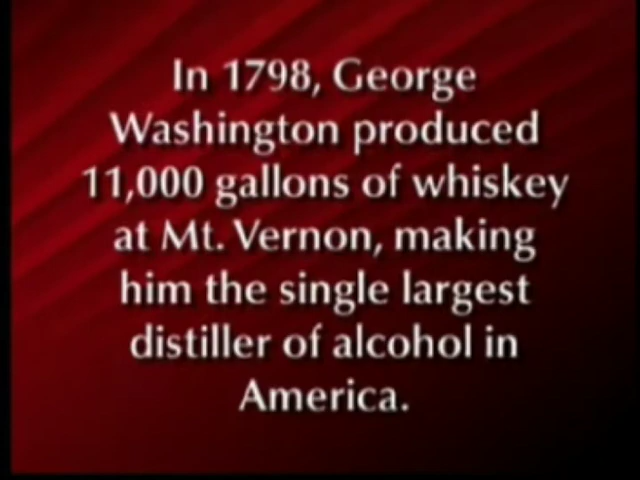 In 1798, George
Washington produced
11,000 gallons of whiskey
at Mt. Vernon, making
him the single largest
distiller of alcohol in
America.